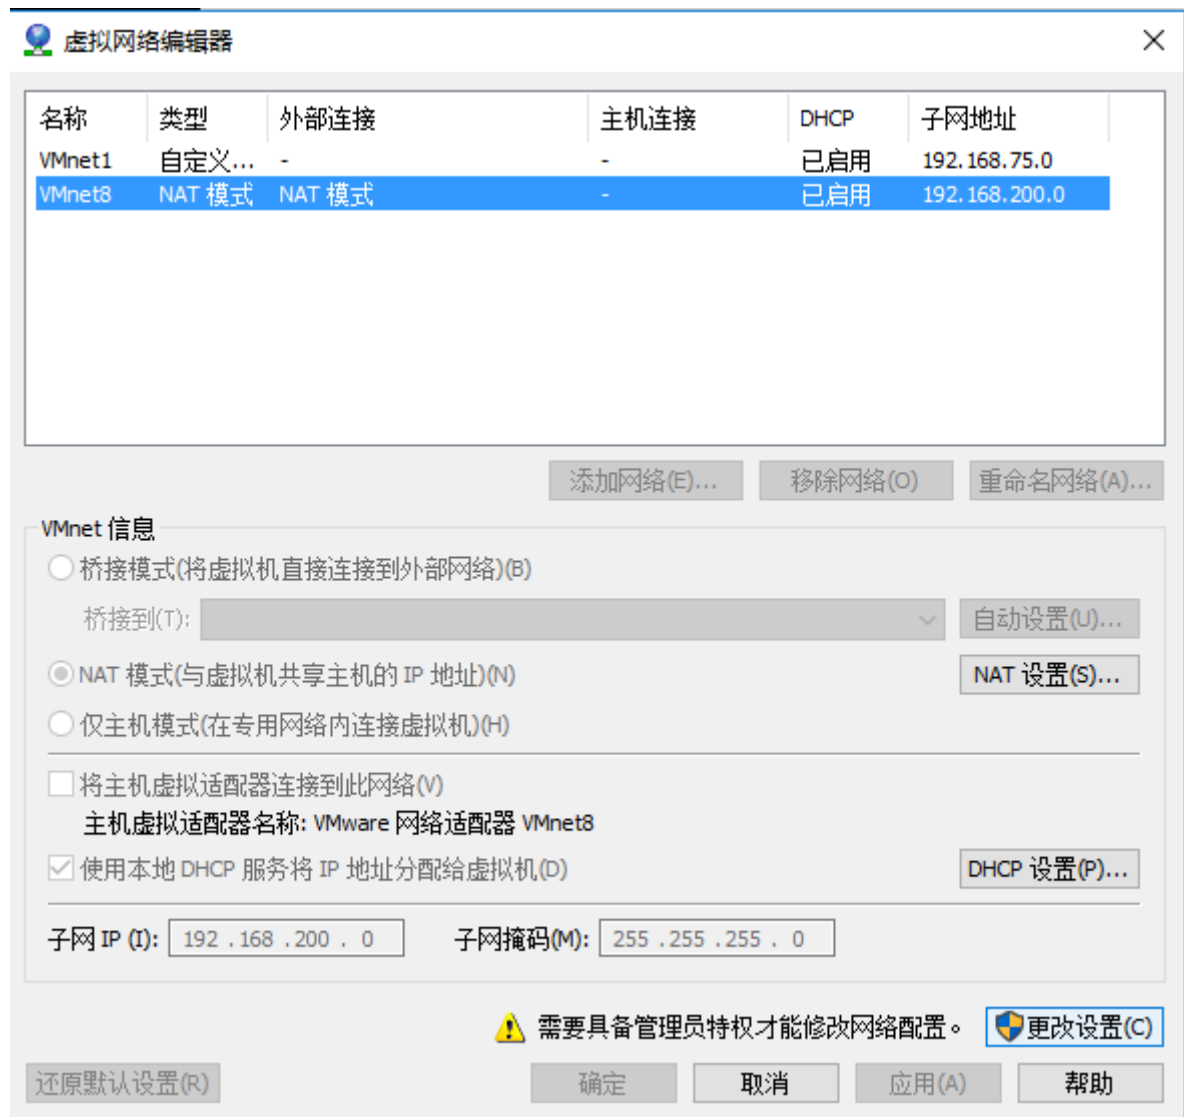 虚拟网络编辑器
名称 类型 外部连接 主机连接 DHCP 子网地址
VMnet1 自定义... - - 已启用 192.168.75.0
VMnet8 NAT 模式 NAT 模式 - 已启用 192.168.200.0
添加网络(E)... 移除网络(O) 重命名网络(A)...
VMnet 信息
桥接模式(将虚拟机直接连接到外部网络)(B)
桥接到(T): 自动设置(U)...
NAT 模式(与虚拟机共享主机的 IP 地址)(N) NAT 设置(S)...
仅主机模式(在专用网络内连接虚拟机)(H)
将主机虚拟适配器连接到此网络(V)
主机虚拟适配器名称: VMware 网络适配器 VMnet8
使用本地 DHCP 服务将 IP 地址分配给虚拟机(D) DHCP 设置(P)...
子网 IP (I): 192 .168 .200 . 0 子网掩码(M): 255 .255 .255 . 0
需要具备管理员特权才能修改网络配置。 更改设置(C)
还原默认设置(R) 确定 取消 应用(A) 帮助